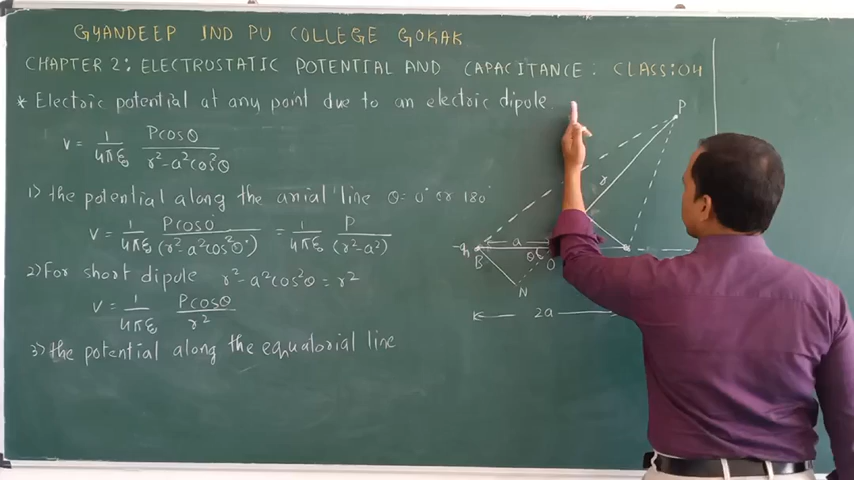 GYANDEEP IND PU COLLEGE GOKAK
CHAPTER 2: ELECTROSTATIC POTENTIAL AND CAPACITANCE: CLASS:04
* Electric potential at any point due to an electric dipole.
V = 1/4πε₀ Pcosθ/r²-a²cos²θ
1) the potential along the axial line θ=0° or 180°
V = 1/4πε₀ Pcos0°/(r²-a²cos²0°) = 1/4πε₀ P/(r²-a²)
2) For short dipole r²-a²cos²θ = r²
V = 1/4πε₀ Pcosθ/r²
3) the potential along the equatorial line
P
r
-q
a
B
θ
O
N
2a